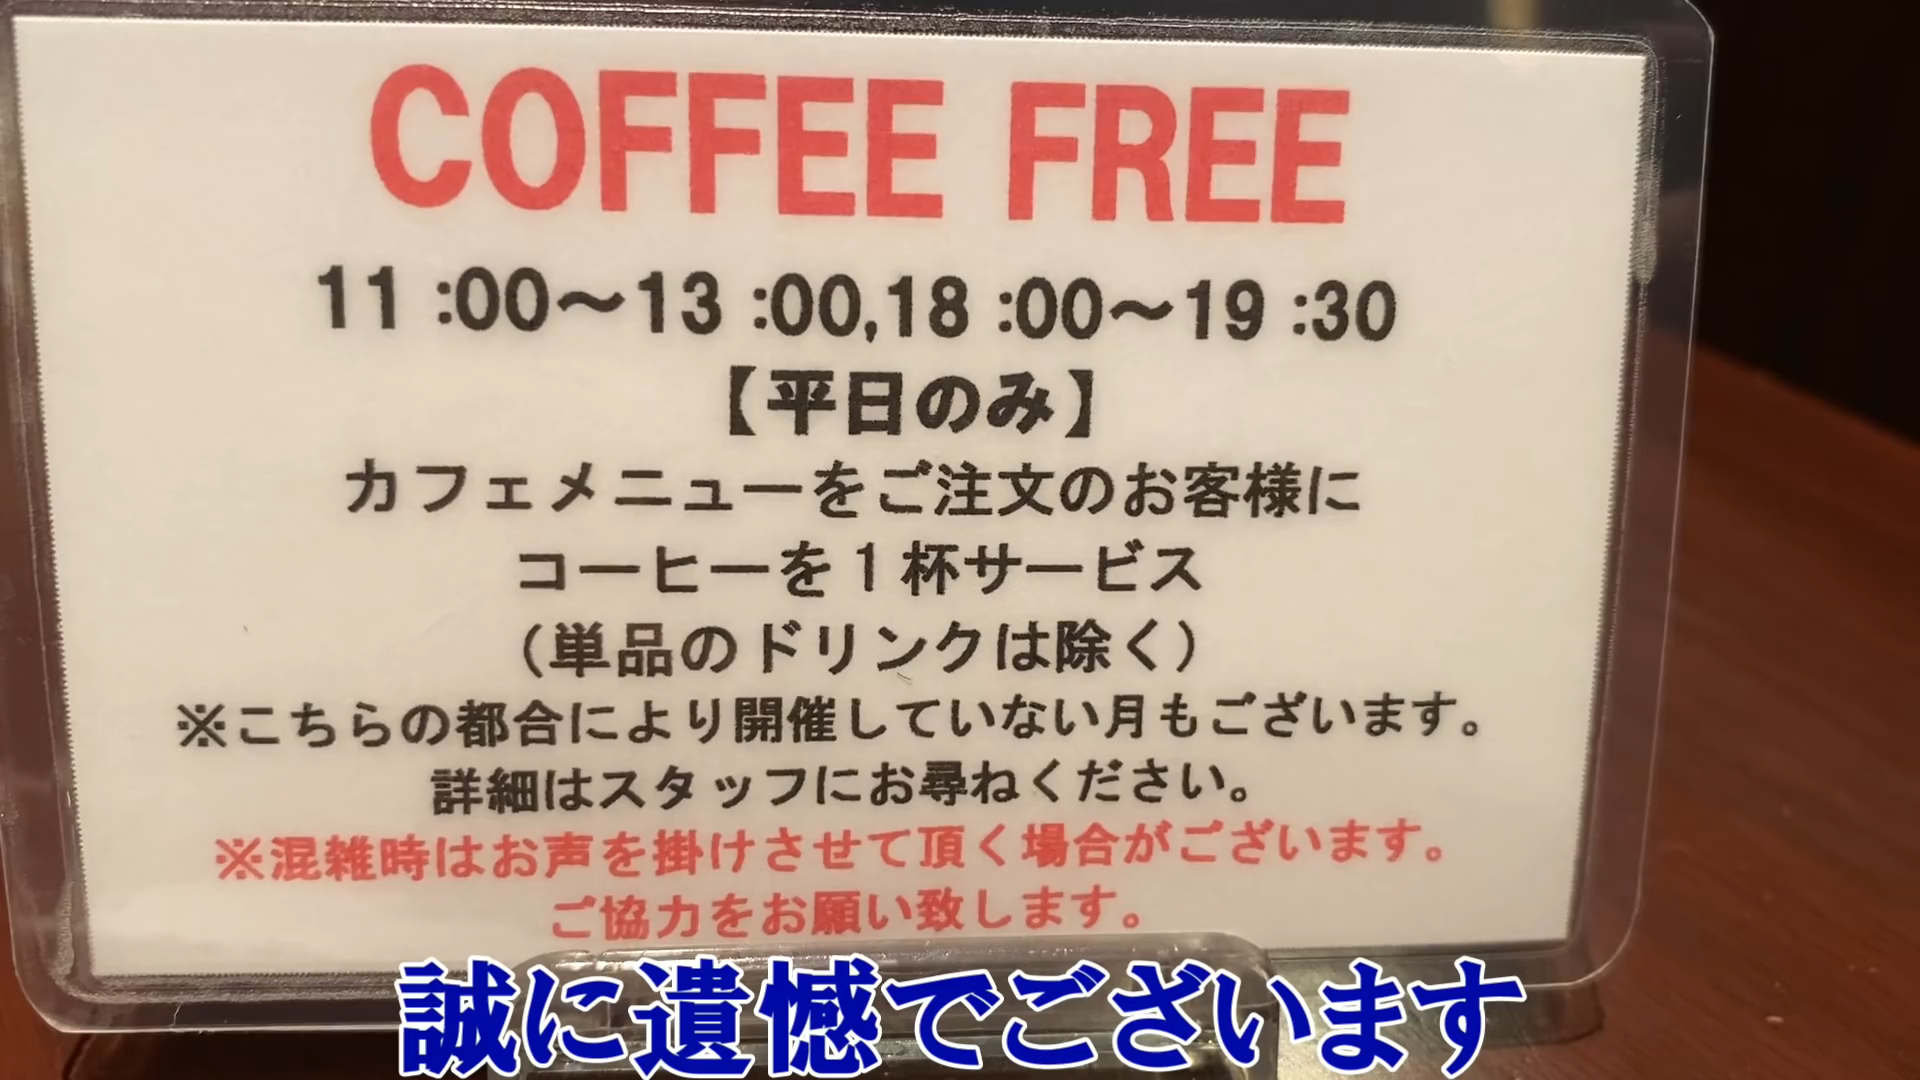 COFFEE FREE
11:00～13:00,18:00～19:30
【平日のみ】
カフェメニューをご注文のお客様に
コーヒーを1杯サービス
（単品のドリンクは除く）
※こちらの都合により開催していない月もございます。
詳細はスタッフにお尋ねください。
※混雑時はお声を掛けさせて頂く場合がございます。
ご協力をお願い致します。
誠に遺憾でございます